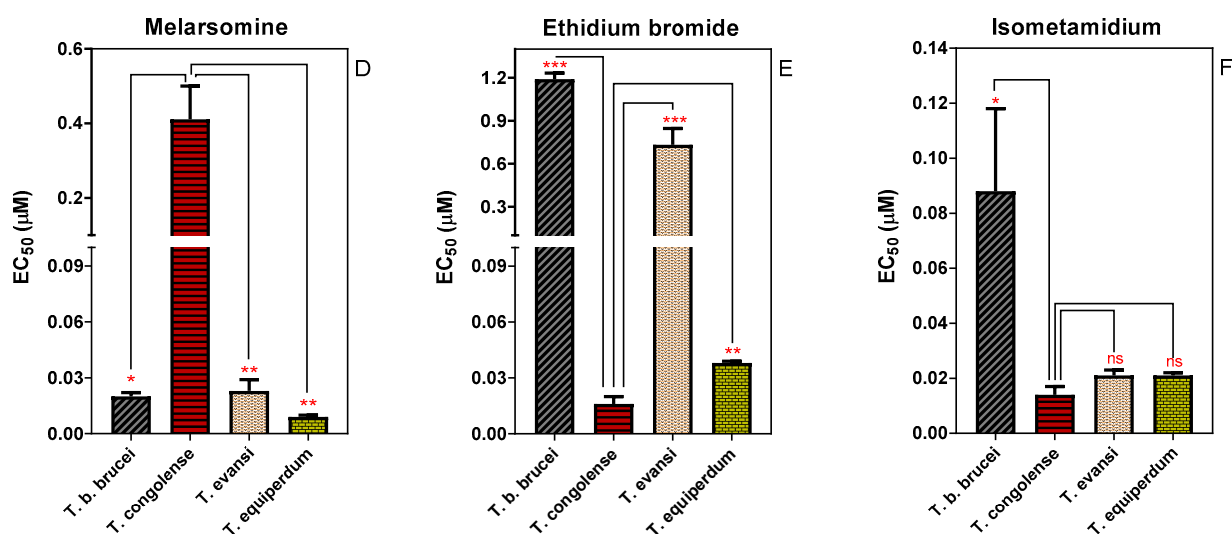 Melarsomine
D
EC50 (μM)
0.6
0.4
0.2
0.09
0.06
0.03
0.00
*
**
**
T. b. brucei
T. congolense
T. evansi
T. equiperdum
Ethidium bromide
E
EC50 (μM)
1.2
0.9
0.6
0.3
0.09
0.06
0.03
0.00
***
***
**
T. b. brucei
T. congolense
T. evansi
T. equiperdum
Isometamidium
F
EC50 (μM)
0.14
0.12
0.10
0.08
0.06
0.04
0.02
0.00
*
ns
ns
T. b. brucei
T. congolense
T. evansi
T. equiperdum